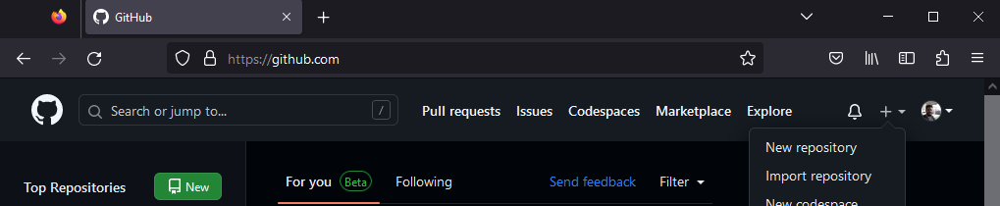 GitHub
https://github.com
Search or jump to... /
Pull requests Issues Codespaces Marketplace Explore
New repository
Import repository
New codespace
Top Repositories New
For you Beta Following Send feedback Filter